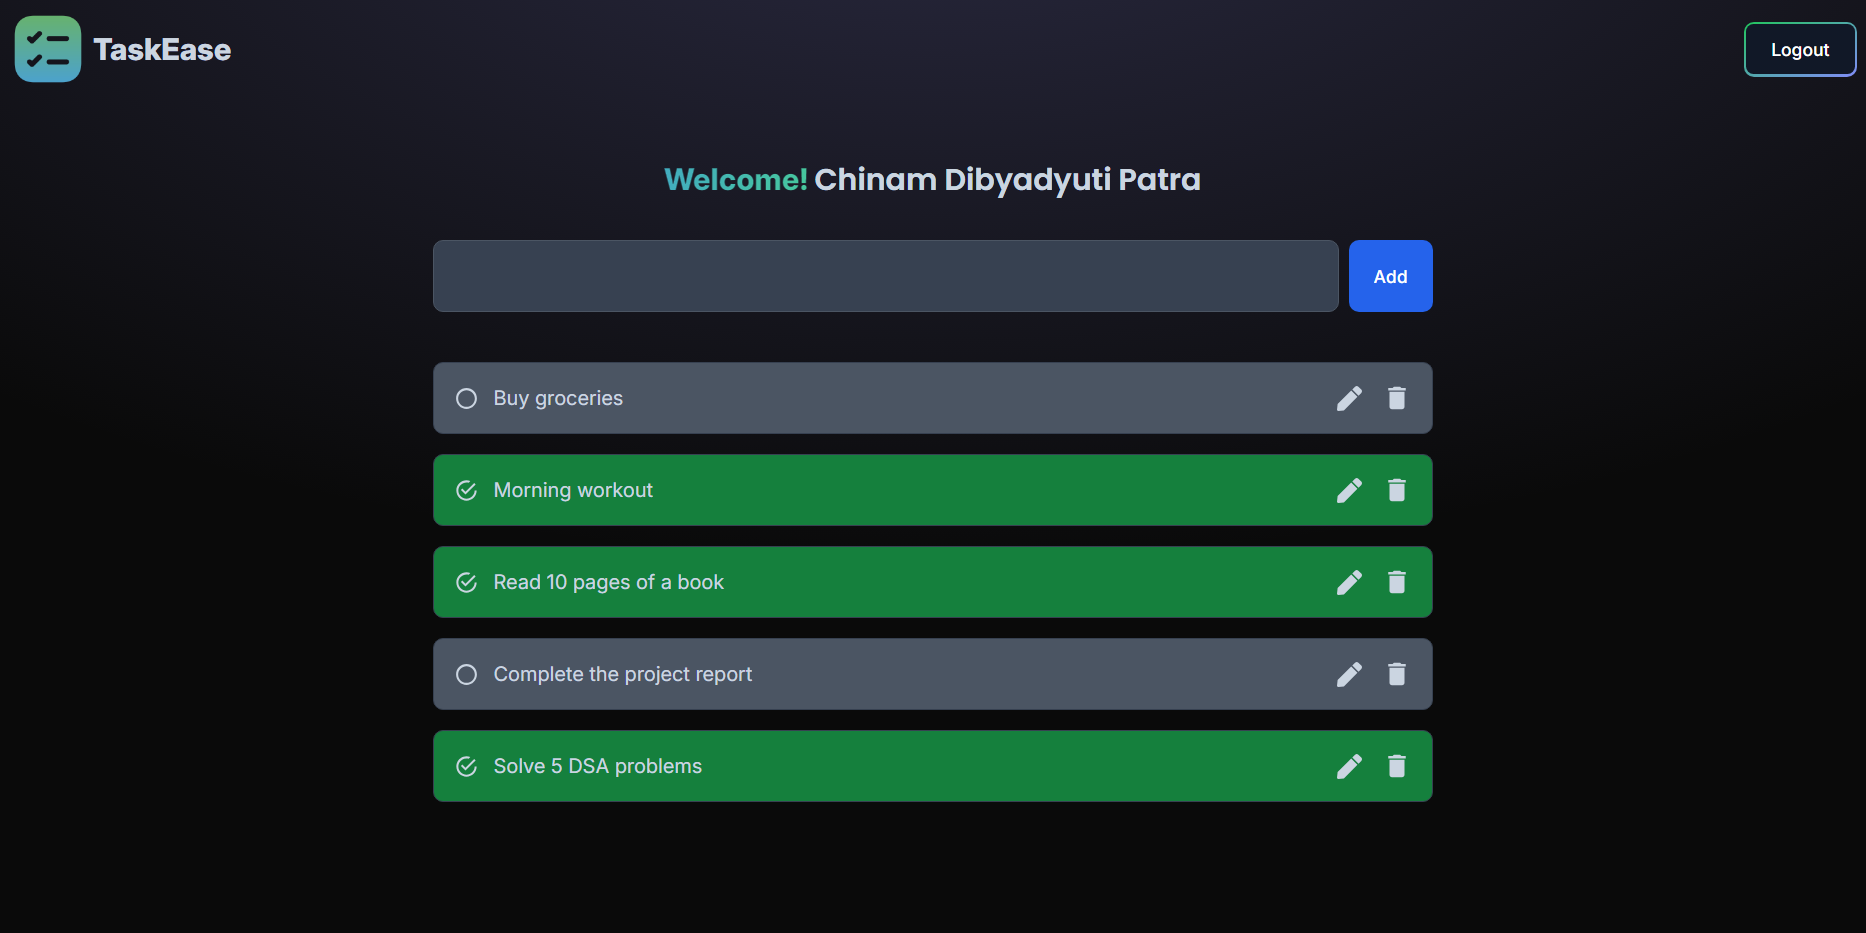 TaskEase
Logout
Welcome! Chinam Dibyadyuti Patra
Add
Buy groceries
Morning workout
Read 10 pages of a book
Complete the project report
Solve 5 DSA problems